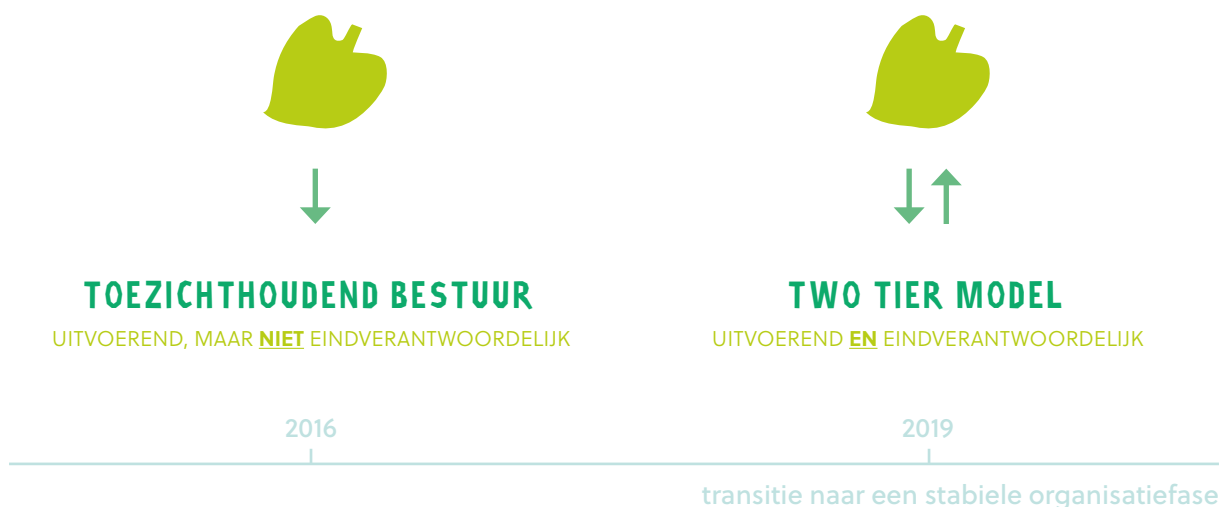 TOEZICHTHOUDEND BESTUUR
UITVOEREND, MAAR NIET EINDVERANTWOORDELIJK
TWO TIER MODEL
UITVOEREND EN EINDVERANTWOORDELIJK
2016
2019
transitie naar een stabiele organisatiefase